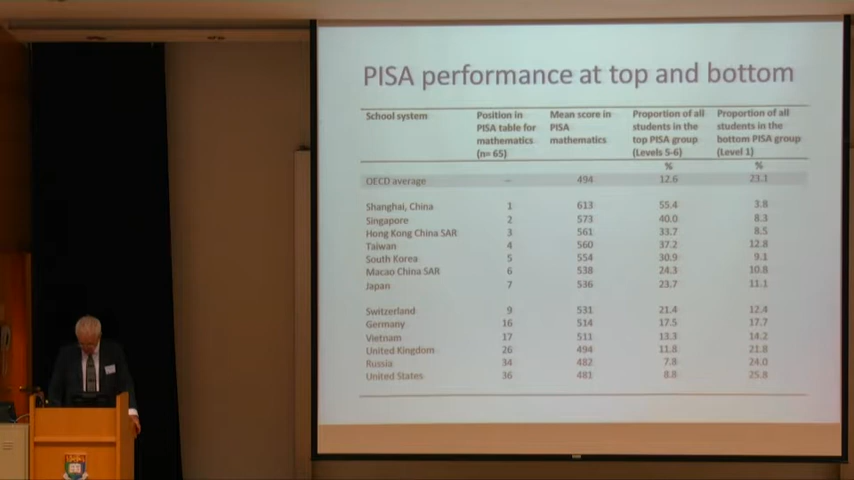 PISA performance at top and bottom
School system Position in PISA table for mathematics (n= 65) Mean score in PISA mathematics Proportion of all students in the top PISA group (Levels 5-6) Proportion of all students in the bottom PISA group (Level 1)
% %
OECD average – 494 12.6 23.1
Shanghai, China 1 613 55.4 3.8
Singapore 2 573 40.0 8.3
Hong Kong China SAR 3 561 33.7 8.5
Taiwan 4 560 37.2 12.8
South Korea 5 554 30.9 9.1
Macao China SAR 6 538 24.3 10.8
Japan 7 536 23.7 11.1
Switzerland 9 531 21.4 12.4
Germany 16 514 17.5 17.7
Vietnam 17 511 13.3 14.2
United Kingdom 26 494 11.8 21.8
Russia 34 482 7.8 24.0
United States 36 481 8.8 25.8